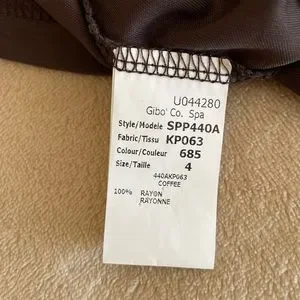 U044280
Gibo' Co. Spa
Style/Modele SPP440A
Fabric/Tissu KP063
Colour/Couleur 685
Size/Taille 4
440AKP063
COFFEE
100% RAYON
RAYONNE